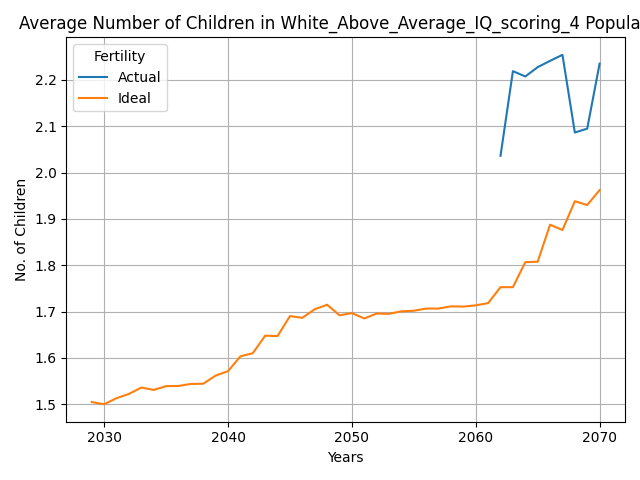 Average Number of Children in White_Above_Average_IQ_scoring_4 Popula
Fertility
Actual
Ideal
2.2
2.1
2.0
1.9
1.8
1.7
1.6
1.5
No. of Children
2030 2040 2050 2060 2070
Years